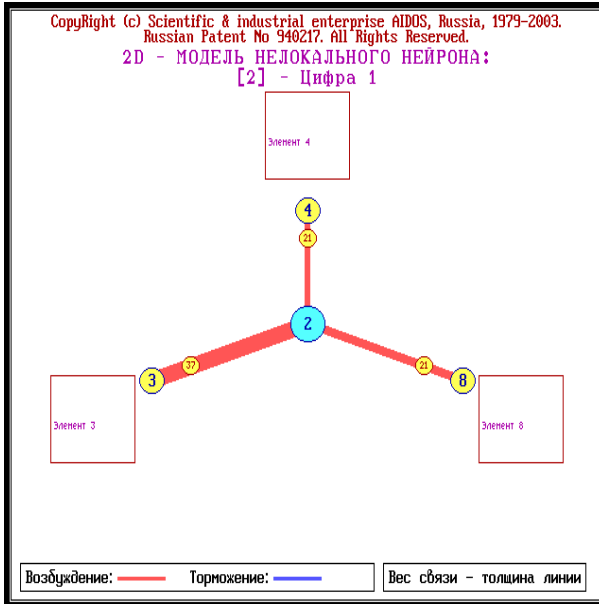 CopyRight (c) Scientific & industrial enterprise AIDOS, Russia, 1979-2003.
Russian Patent No 940217. All Rights Reserved.
2D - МОДЕЛЬ НЕЛОКАЛЬНОГО НЕЙРОНА:
[2] - Цифра 1
Элемент 4
4
21
2
37
21
3
8
Элемент 3
Элемент 8
Возбуждение: Торможение: Вес связи - толщина линии